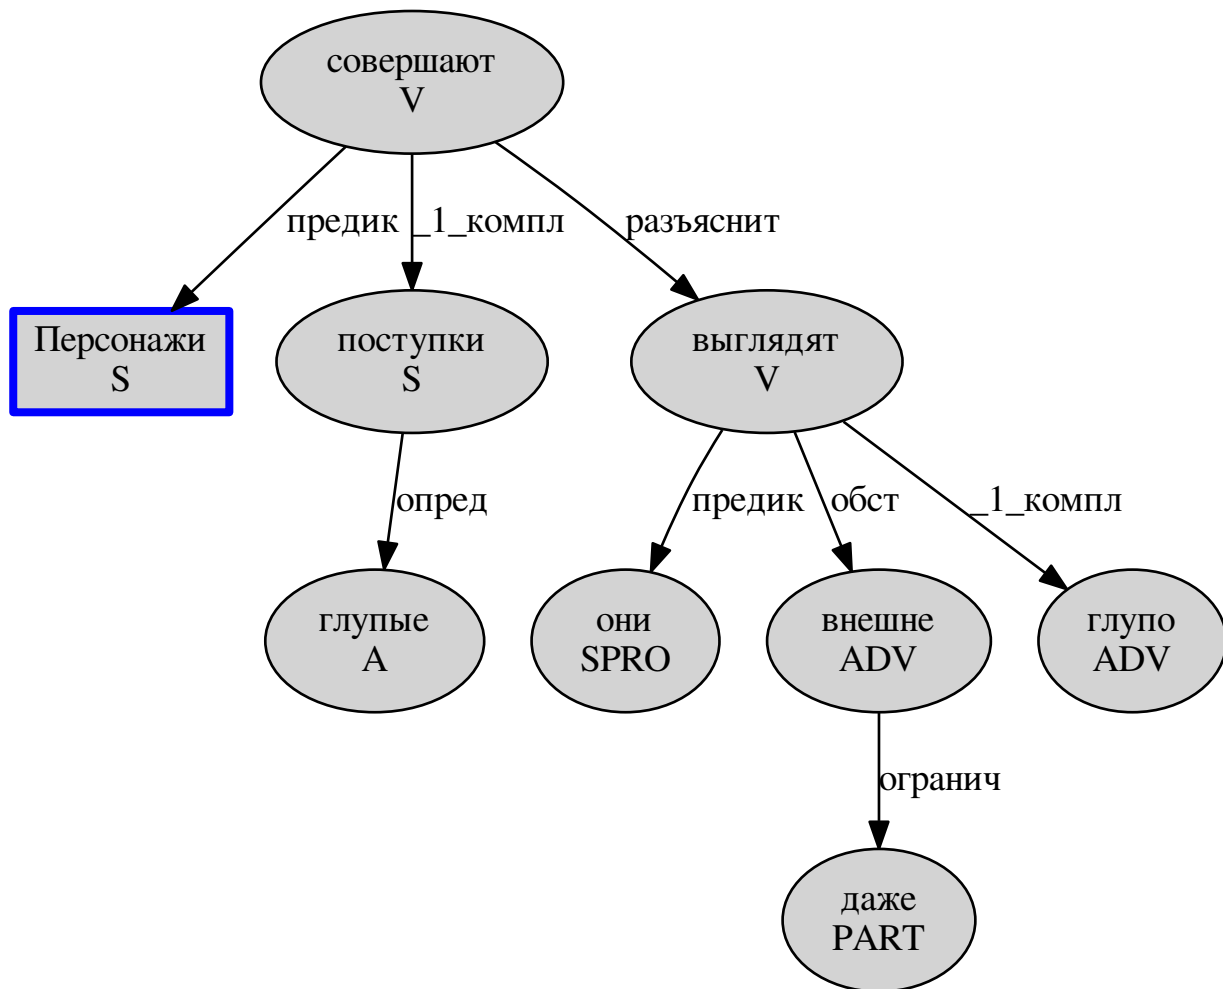 совершают
V
предик
_1_компл
разъяснит
Персонажи
S
поступки
S
выглядят
V
опред
предик
обст
_1_компл
глупые
A
они
SPRO
внешне
ADV
глупо
ADV
огранич
даже
PART